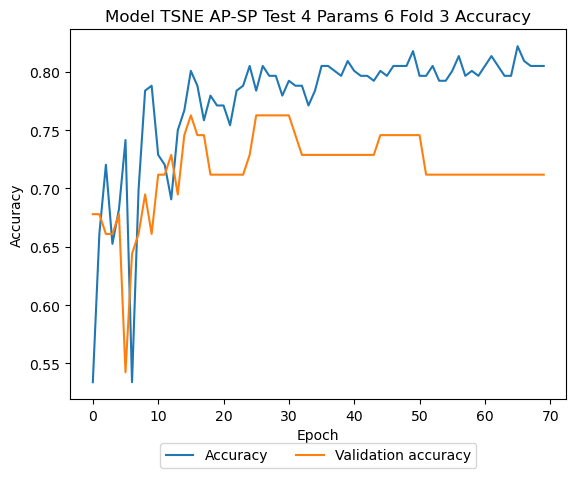 Model TSNE AP-SP Test 4 Params 6 Fold 3 Accuracy
0.80
0.75
0.70
0.65
0.60
0.55
Accuracy
0 10 20 30 40 50 60 70
Epoch
Accuracy Validation accuracy